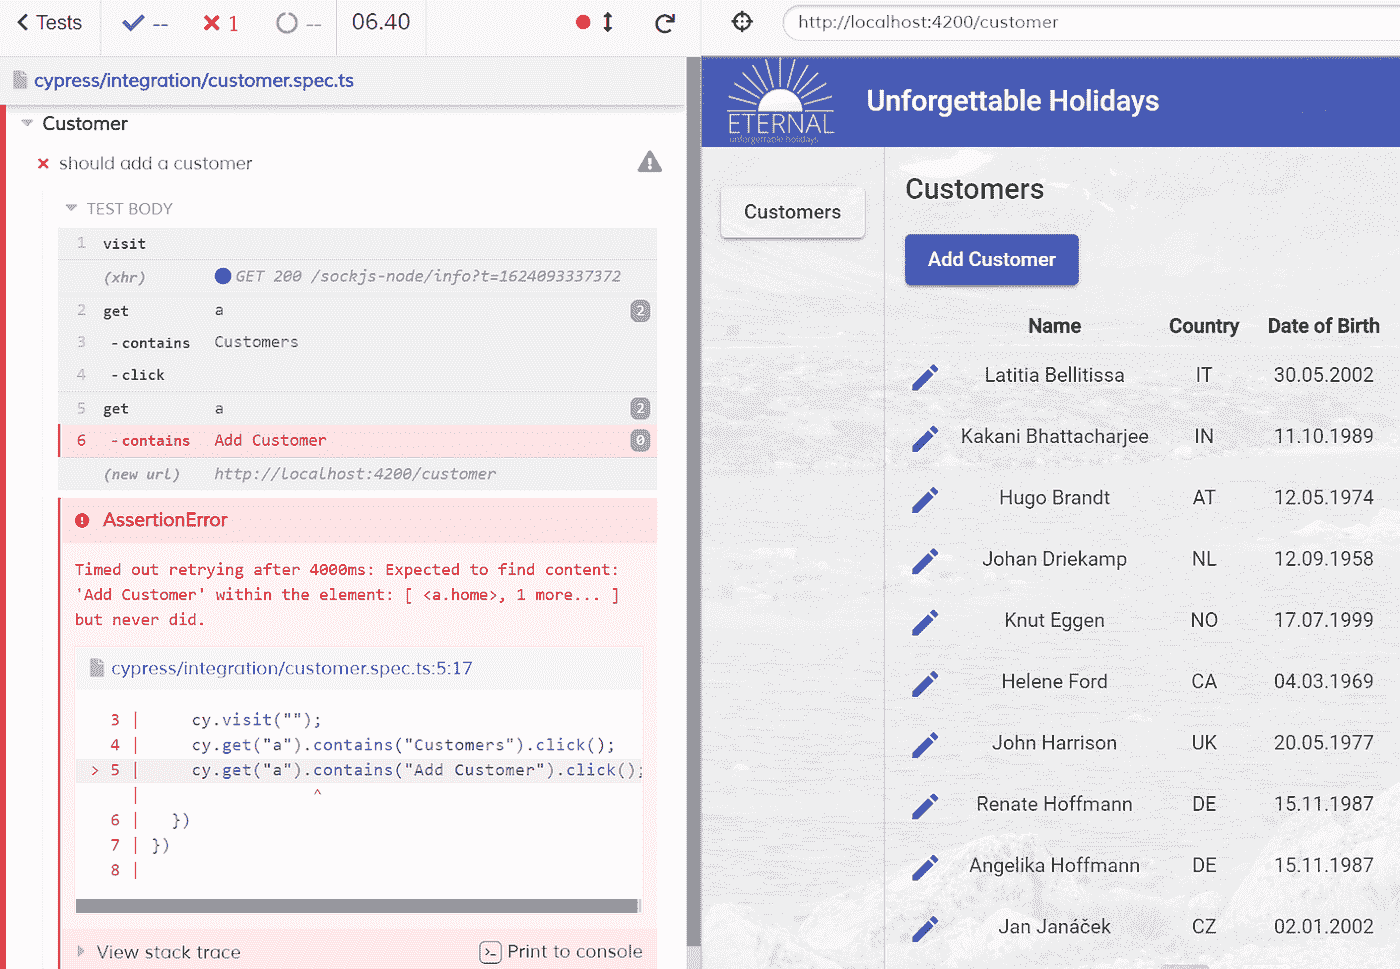 Tests
--
1
--
06.40
http://localhost:4200/customer
cypress/integration/customer.spec.ts
Customer
should add a customer
TEST BODY
1 visit
(xhr) GET 200 /sockjs-node/info?t=1624093337372
2 get a 2
3 -contains Customers
4 -click
5 get a 2
6 -contains Add Customer 0
(new url) http://localhost:4200/customer
AssertionError
Timed out retrying after 4000ms: Expected to find content:
'Add Customer' within the element: [ <a.home>, 1 more... ]
but never did.
cypress/integration/customer.spec.ts:5:17
3 | cy.visit("");
4 | cy.get("a").contains("Customers").click();
> 5 | cy.get("a").contains("Add Customer").click();
| ^
6 | })
7 | })
8 |
View stack trace
Print to console
ETERNAL
unforgettable holidays
Unforgettable Holidays
Customers
Customers
Add Customer
Name Country Date of Birth
Latitia Bellitissa IT 30.05.2002
Kakani Bhattacharjee IN 11.10.1989
Hugo Brandt AT 12.05.1974
Johan Driekamp NL 12.09.1958
Knut Eggen NO 17.07.1999
Helene Ford CA 04.03.1969
John Harrison UK 20.05.1977
Renate Hoffmann DE 15.11.1987
Angelika Hoffmann DE 15.11.1987
Jan Janáček CZ 02.01.2002